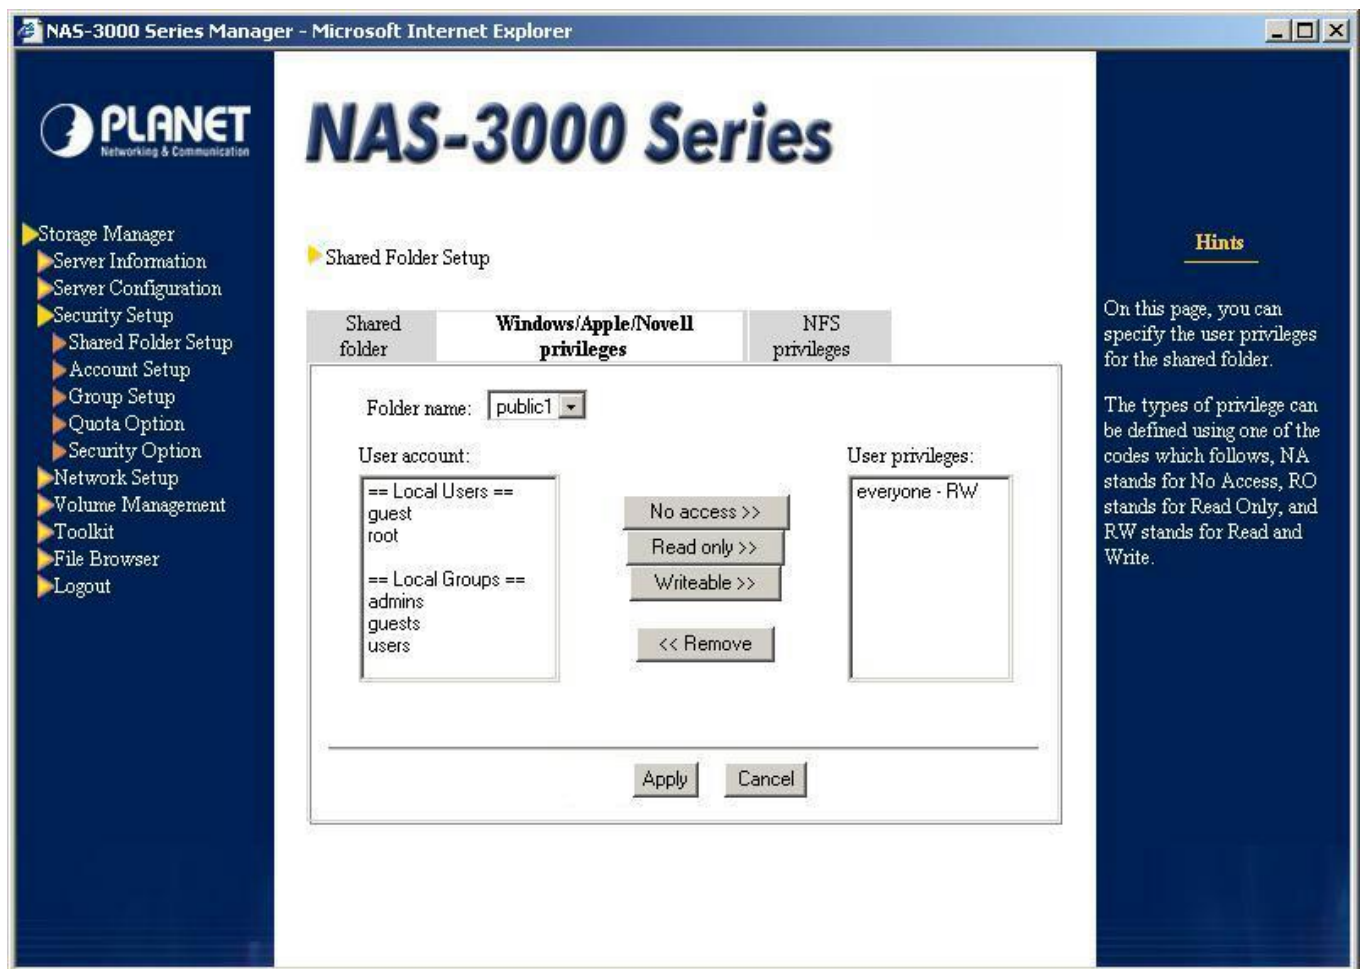 NAS-3000 Series Manager - Microsoft Internet Explorer
PLANET
Networking & Communication
NAS-3000 Series
Storage Manager
Server Information
Server Configuration
Security Setup
Shared Folder Setup
Account Setup
Group Setup
Quota Option
Security Option
Network Setup
Volume Management
Toolkit
File Browser
Logout
Shared Folder Setup
Shared
folder
Windows/Apple/Novell
privileges
NFS
privileges
Folder name: public1
User account:
== Local Users ==
guest
root
== Local Groups ==
admins
guests
users
No access >>
Read only >>
Writeable >>
<< Remove
User privileges:
everyone - RW
Apply Cancel
Hints
On this page, you can
specify the user privileges
for the shared folder.
The types of privilege can
be defined using one of the
codes which follows, NA
stands for No Access, RO
stands for Read Only, and
RW stands for Read and
Write.